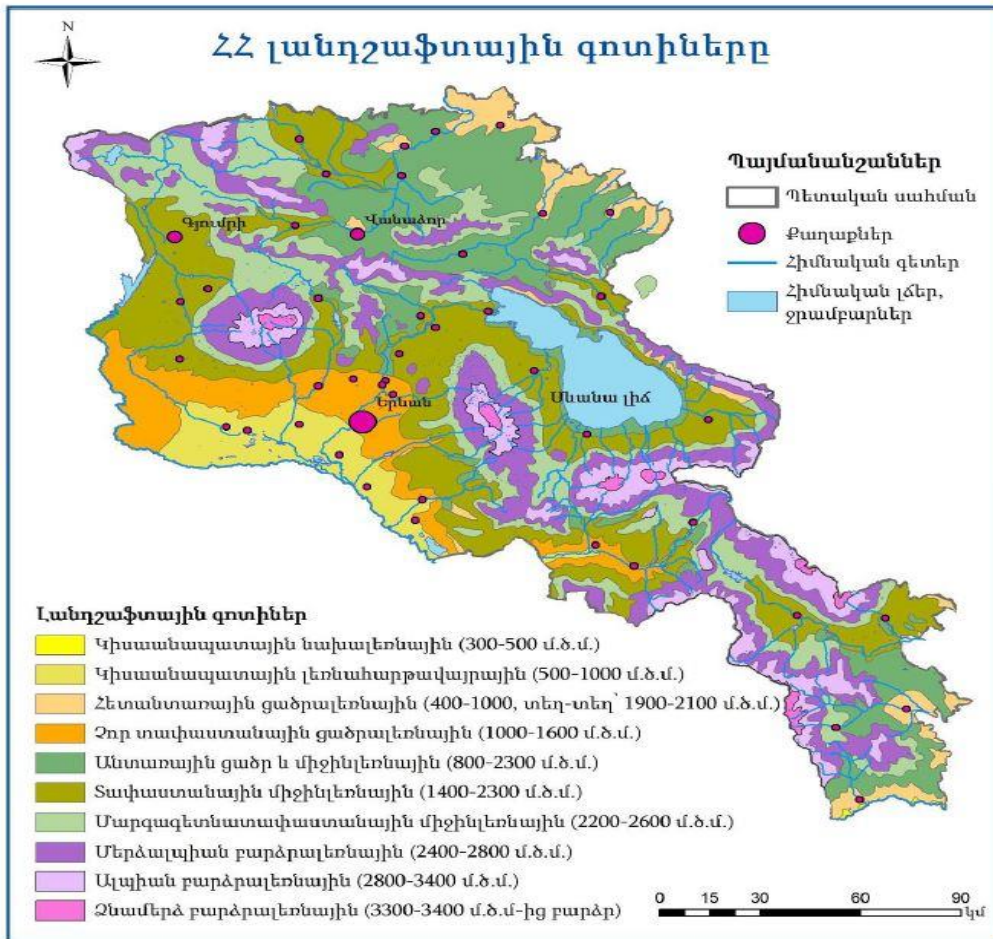 N
ՀՀ լանդշաֆտային գոտիները
Պայմանանշաններ
Պետական սահման
Քաղաքներ
Հիմնական գետեր
Հիմնական լճեր,
ջրամբարներ
Գյումրի
Վանաձոր
Երևան
Սևանա լիճ
Լանդշաֆտային գոտիներ
Կիսաանապատային նախալեռնային (300-500 մ.ծ.մ.)
Կիսաանապատային լեռնահարթավայրային (500-1000 մ.ծ.մ.)
Հետանտառային ցածրալեռնային (400-1000, տեղ-տեղ՝ 1900-2100 մ.ծ.մ.)
Չոր տափաստանային ցածրալեռնային (1000-1600 մ.ծ.մ.)
Անտառային ցածր և միջինլեռնային (800-2300 մ.ծ.մ.)
Տափաստանային միջինլեռնային (1400-2300 մ.ծ.մ.)
Մարգագետնատափաստանային միջինլեռնային (2200-2600 մ.ծ.մ.)
Մերձալպիան բարձրալեռնային (2400-2800 մ.ծ.մ.)
Ալպիան բարձրալեռնային (2800-3400 մ.ծ.մ.)
Ձնամերձ բարձրալեռնային (3300-3400 մ.ծ.մ-ից բարձր)
0 15 30 60 90
կմ